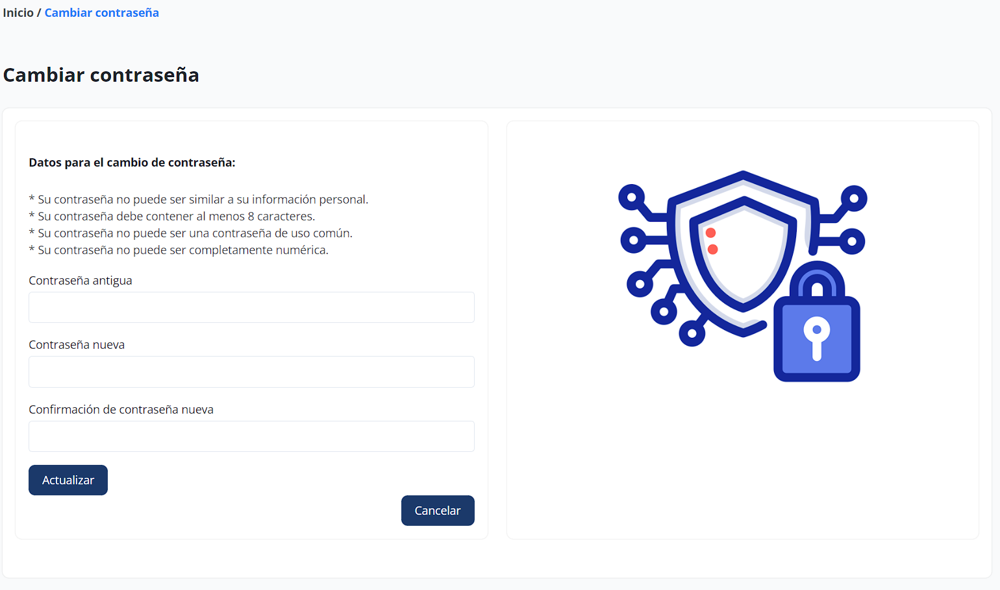 Inicio / Cambiar contraseña
Cambiar contraseña
Datos para el cambio de contraseña:
* Su contraseña no puede ser similar a su información personal.
* Su contraseña debe contener al menos 8 caracteres.
* Su contraseña no puede ser una contraseña de uso común.
* Su contraseña no puede ser completamente numérica.
Contraseña antigua
Contraseña nueva
Confirmación de contraseña nueva
Actualizar
Cancelar